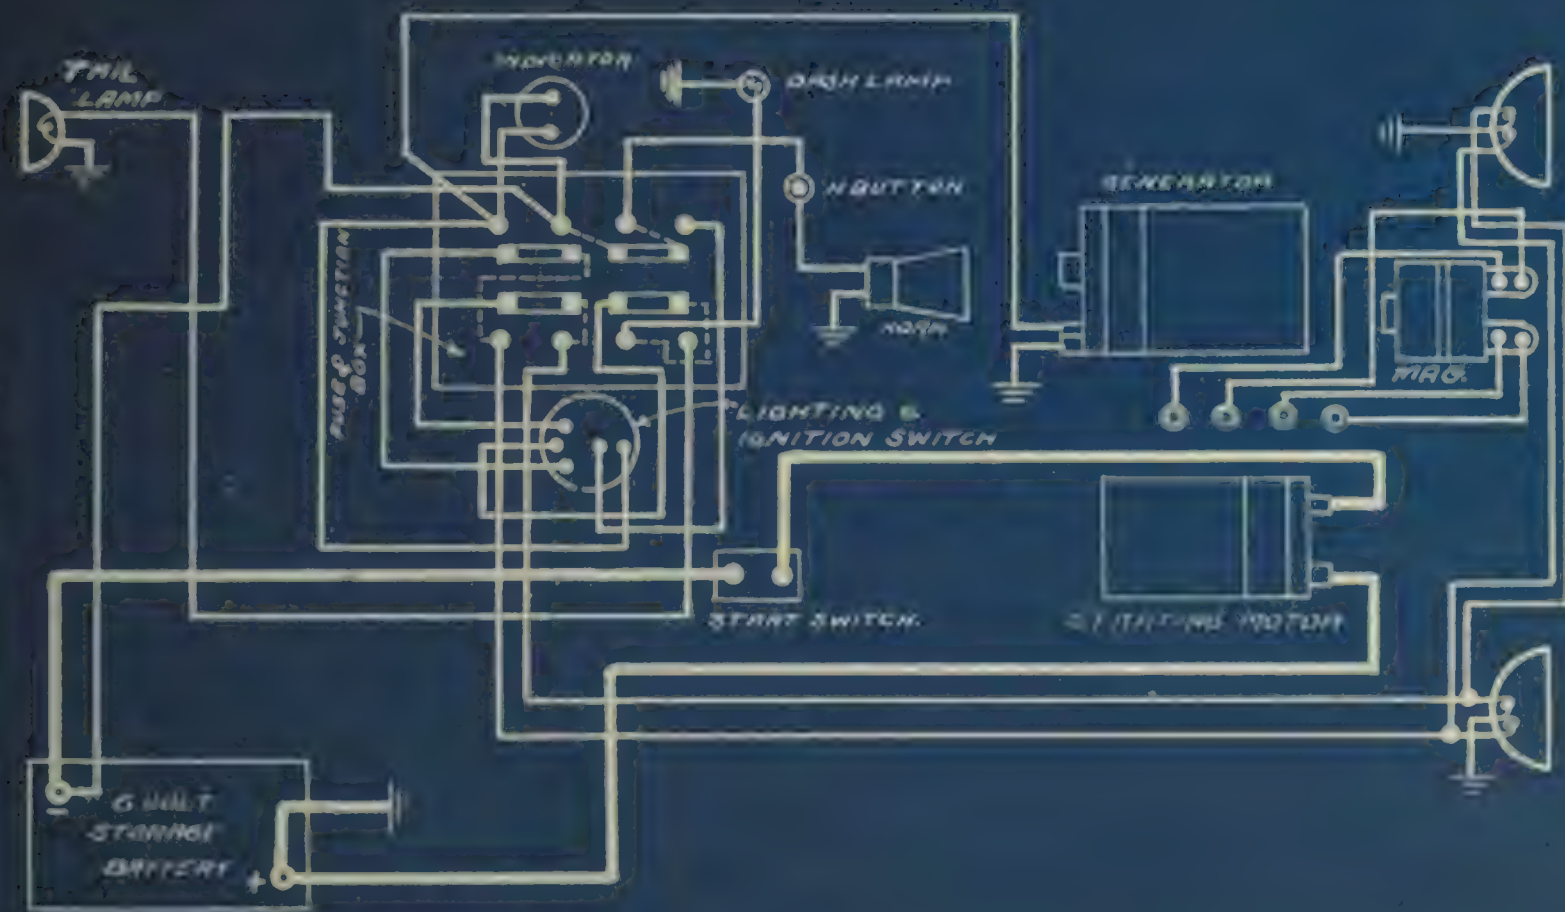 TAIL
LAMP
INDICATOR
DASH LAMP
H BUTTON
GENERATOR
HORN
MAG.
FUSE & JUNCTION
BOX
LIGHTING &
IGNITION SWITCH
START SWITCH.
STARTING MOTOR
6 VOLT
STORAGE
BATTERY
−
+